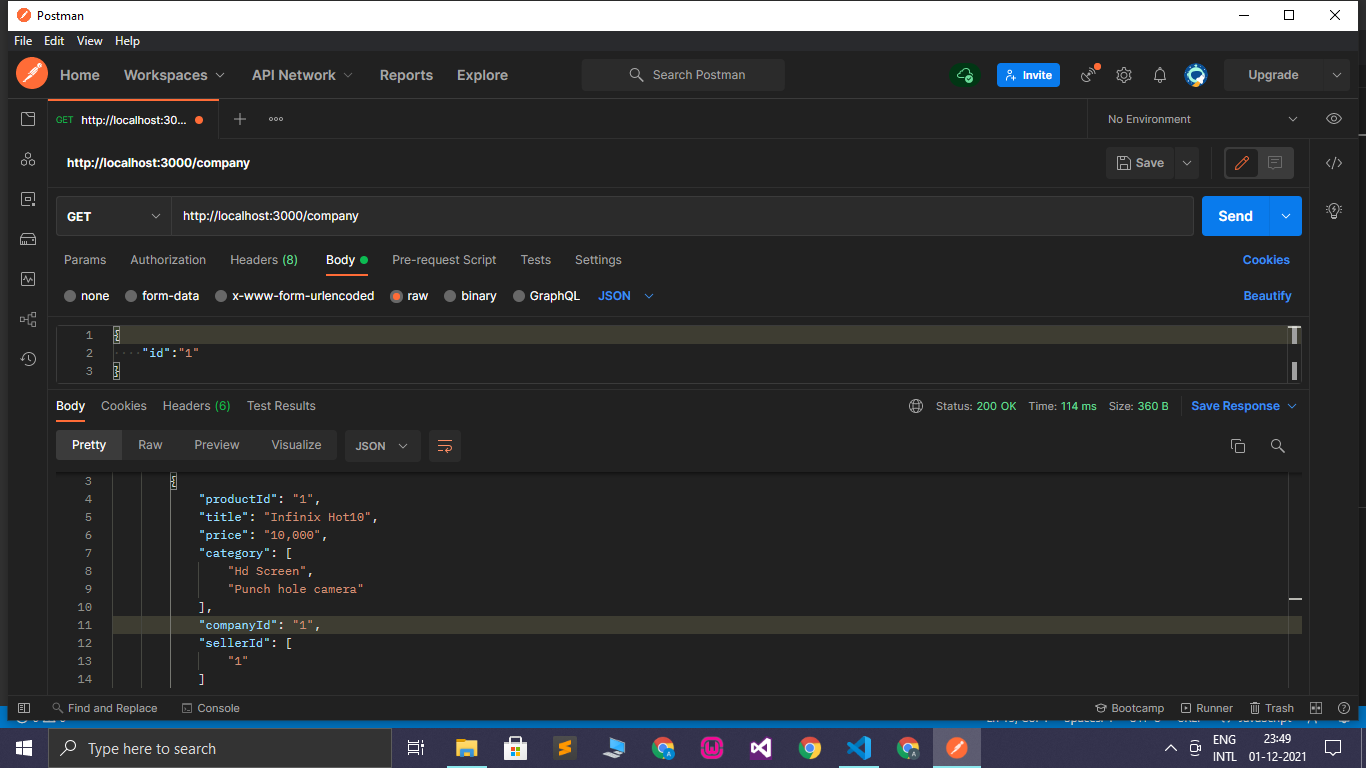 Postman
File Edit View Help
Home Workspaces API Network Reports Explore Search Postman Invite Upgrade
GET http://localhost:30... No Environment
http://localhost:3000/company Save
GET http://localhost:3000/company Send
Params Authorization Headers (8) Body Pre-request Script Tests Settings Cookies
none form-data x-www-form-urlencoded raw binary GraphQL JSON Beautify
1 {
2 "id":"1"
3 }
Body Cookies Headers (6) Test Results Status: 200 OK Time: 114 ms Size: 360 B Save Response
Pretty Raw Preview Visualize JSON
3 {
4 "productId": "1",
5 "title": "Infinix Hot10",
6 "price": "10,000",
7 "category": [
8 "Hd Screen",
9 "Punch hole camera"
10 ],
11 "companyId": "1",
12 "sellerId": [
13 "1"
14 ]
Find and Replace Console Bootcamp Runner Trash
Type here to search
ENG 23:49
INTL 01-12-2021